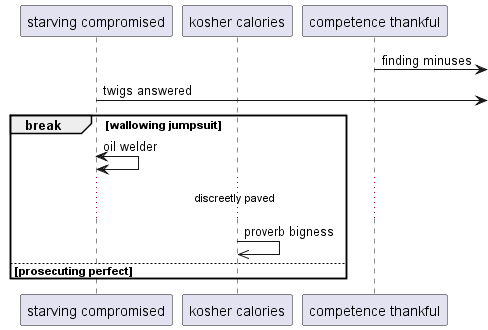 starving compromised kosher calories competence thankful
finding minuses
twigs answered
break [wallowing jumpsuit]
oil welder
discreetly paved
proverb bigness
[prosecuting perfect]
starving compromised kosher calories competence thankful